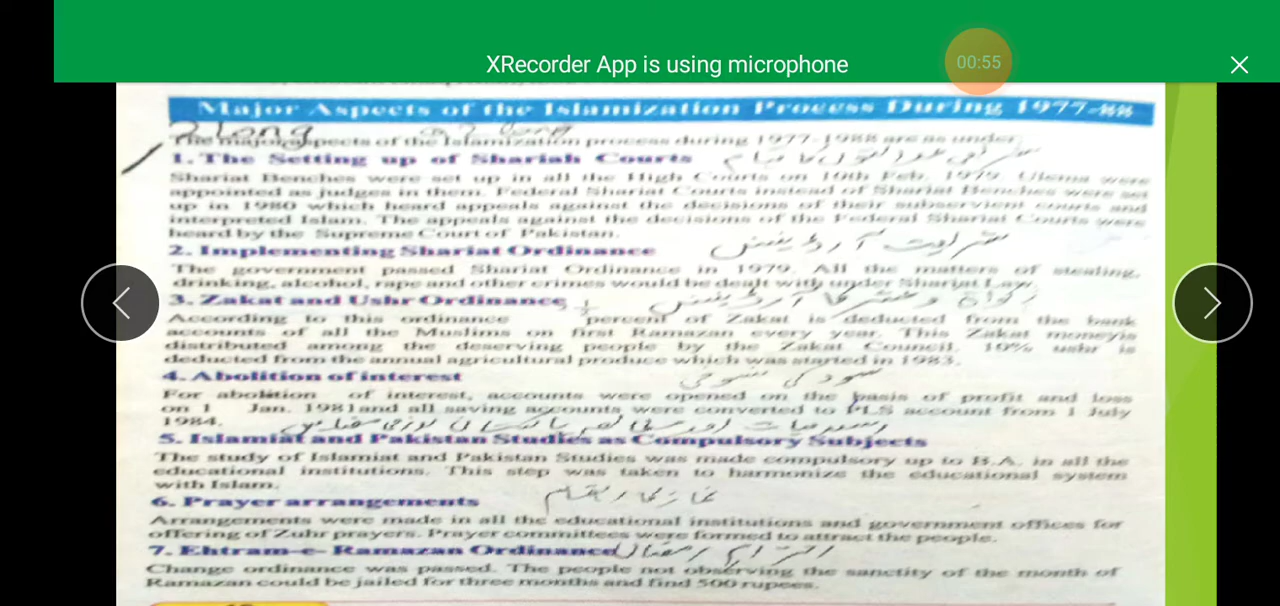 XRecorder App is using microphone
00:55
Major Aspects of the Islamization Process During 1977-88
2 long
The major aspects of the Islamization process during 1977-1988 are as under.
1. The Setting up of Shariah Courts
Shariat Benches were set up in all the High Courts on 10th Feb. 1979. Ulema were
appointed as judges in them. Federal Shariat Courts instead of Shariat Benches were set
up in 1980 which heard appeals against the decisions of their subservient courts and
interpreted Islam. The appeals against the decisions of the Federal Shariat Courts were
heard by the Supreme Court of Pakistan.
2. Implementing Shariat Ordinance شریعت آرڈیننس
The government passed Shariat Ordinance in 1979. All the matters of stealing,
drinking, alcohol, rape and other crimes would be dealt with under Shariat Law.
3. Zakat and Ushr Ordinance زکواۃ و عشر کا آرڈیننس
According to this ordinance percent of Zakat is deducted from the bank
accounts of all the Muslims on first Ramazan every year. This Zakat moneyis
distributed among the deserving people by the Zakat Council. 10% ushr is
deducted from the annual agricultural produce which was started in 1983.
4. Abolition of interest سود کی منسوخی
For abolition of interest, accounts were opened on the basis of profit and loss
on 1 Jan. 1981and all saving accounts were converted to PLS account from 1 July
1984.
5. Islamiat and Pakistan Studies as Compulsory Subjects
The study of Islamiat and Pakistan Studies was made compulsory up to B.A. in all the
educational institutions. This step was taken to harmonize the educational system
with Islam.
6. Prayer arrangements
Arrangements were made in all the educational institutions and government offices for
offering of Zuhr prayers. Prayer committees were formed to attract the people.
7. Ehtram-e- Ramazan Ordinance احترام رمضان
Change ordinance was passed. The people not observing the sanctity of the month of
Ramazan could be jailed for three months and find 500 rupees.